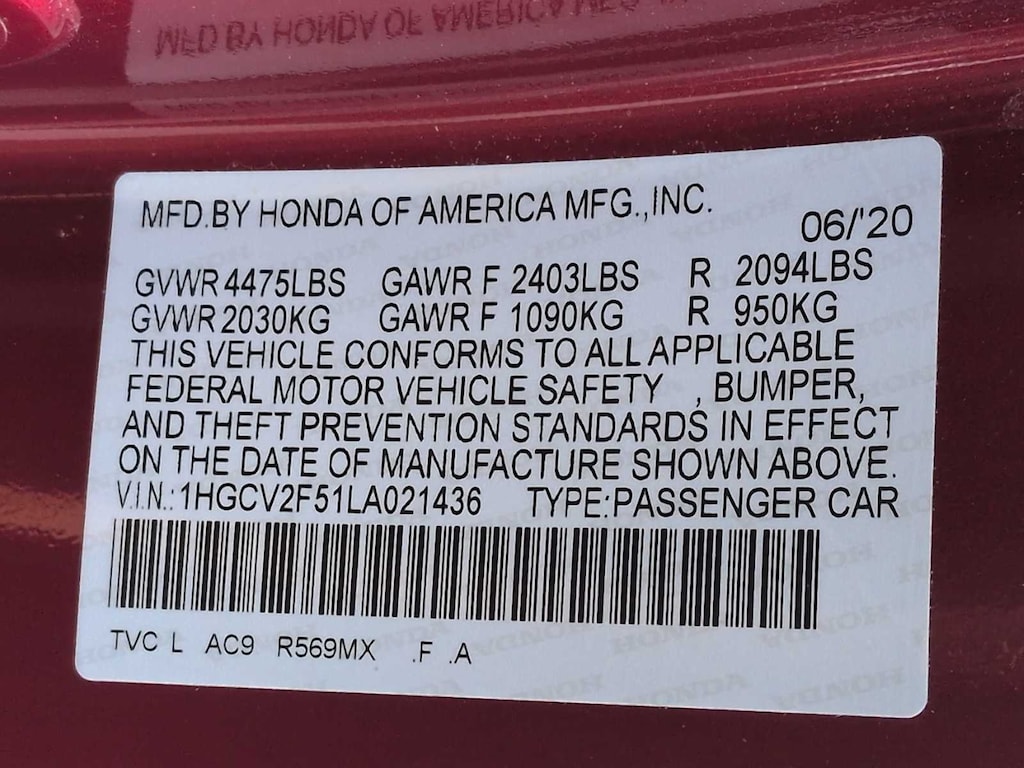 MFD.BY HONDA OF AMERICA MFG.,INC.
06/'20
GVWR 4475LBS GAWR F 2403LBS R 2094LBS
GVWR 2030KG GAWR F 1090KG R 950KG
THIS VEHICLE CONFORMS TO ALL APPLICABLE
FEDERAL MOTOR VEHICLE SAFETY , BUMPER,
AND THEFT PREVENTION STANDARDS IN EFFECT
ON THE DATE OF MANUFACTURE SHOWN ABOVE.
V.I.N.: 1HGCV2F51LA021436 TYPE:PASSENGER CAR
TVC L AC9 R569MX .F .A